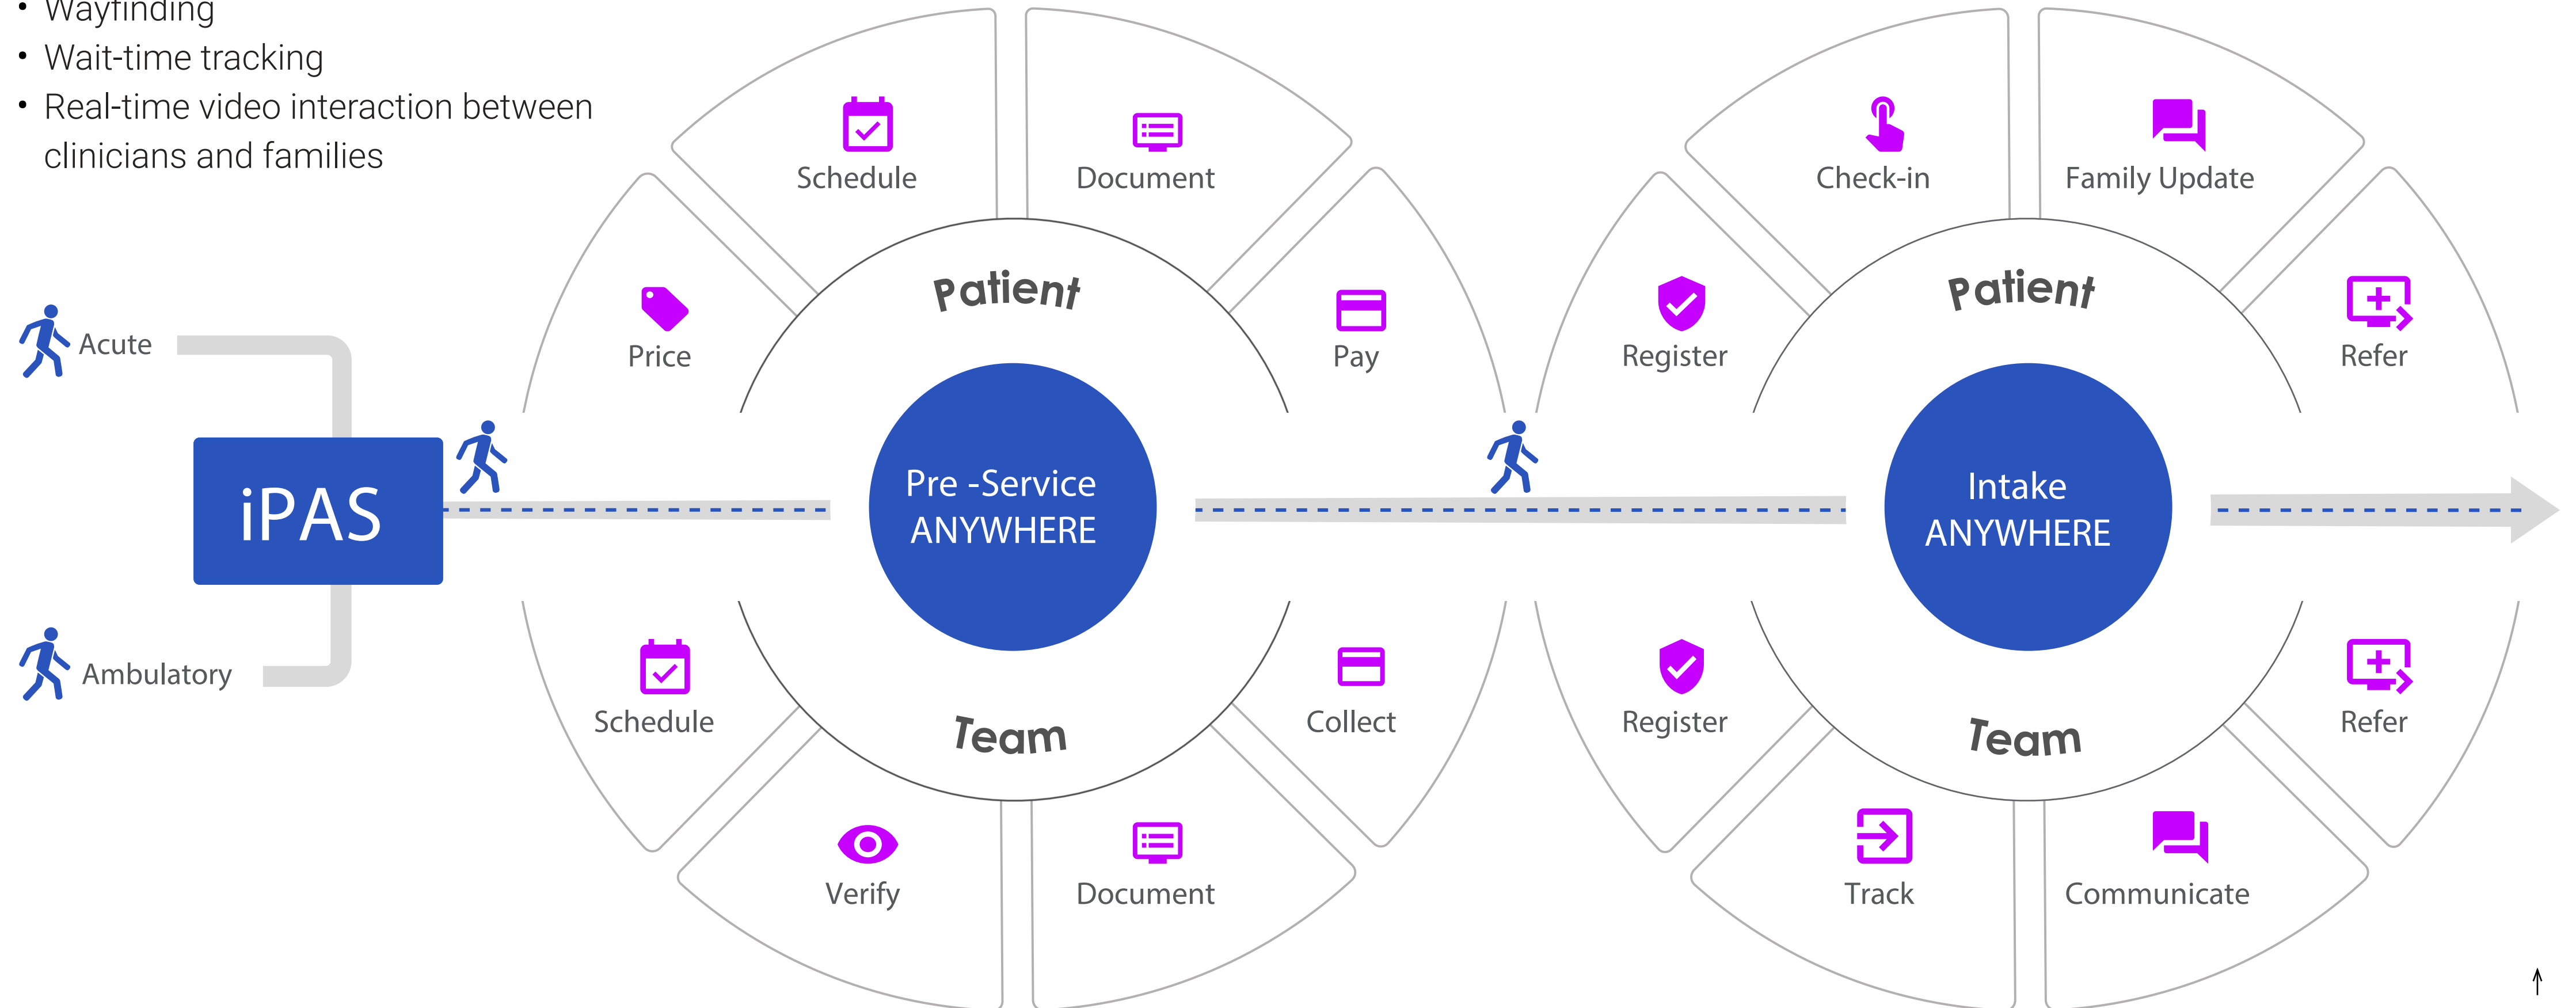 • Wayfinding
• Wait-time tracking
• Real-time video interaction between
clinicians and families
Acute
iPAS
Ambulatory
Schedule
Document
Price
Patient
Pay
Pre -Service
ANYWHERE
Schedule
Team
Collect
Verify
Document
Check-in
Family Update
Register
Patient
Refer
Intake
ANYWHERE
Register
Team
Refer
Track
Communicate